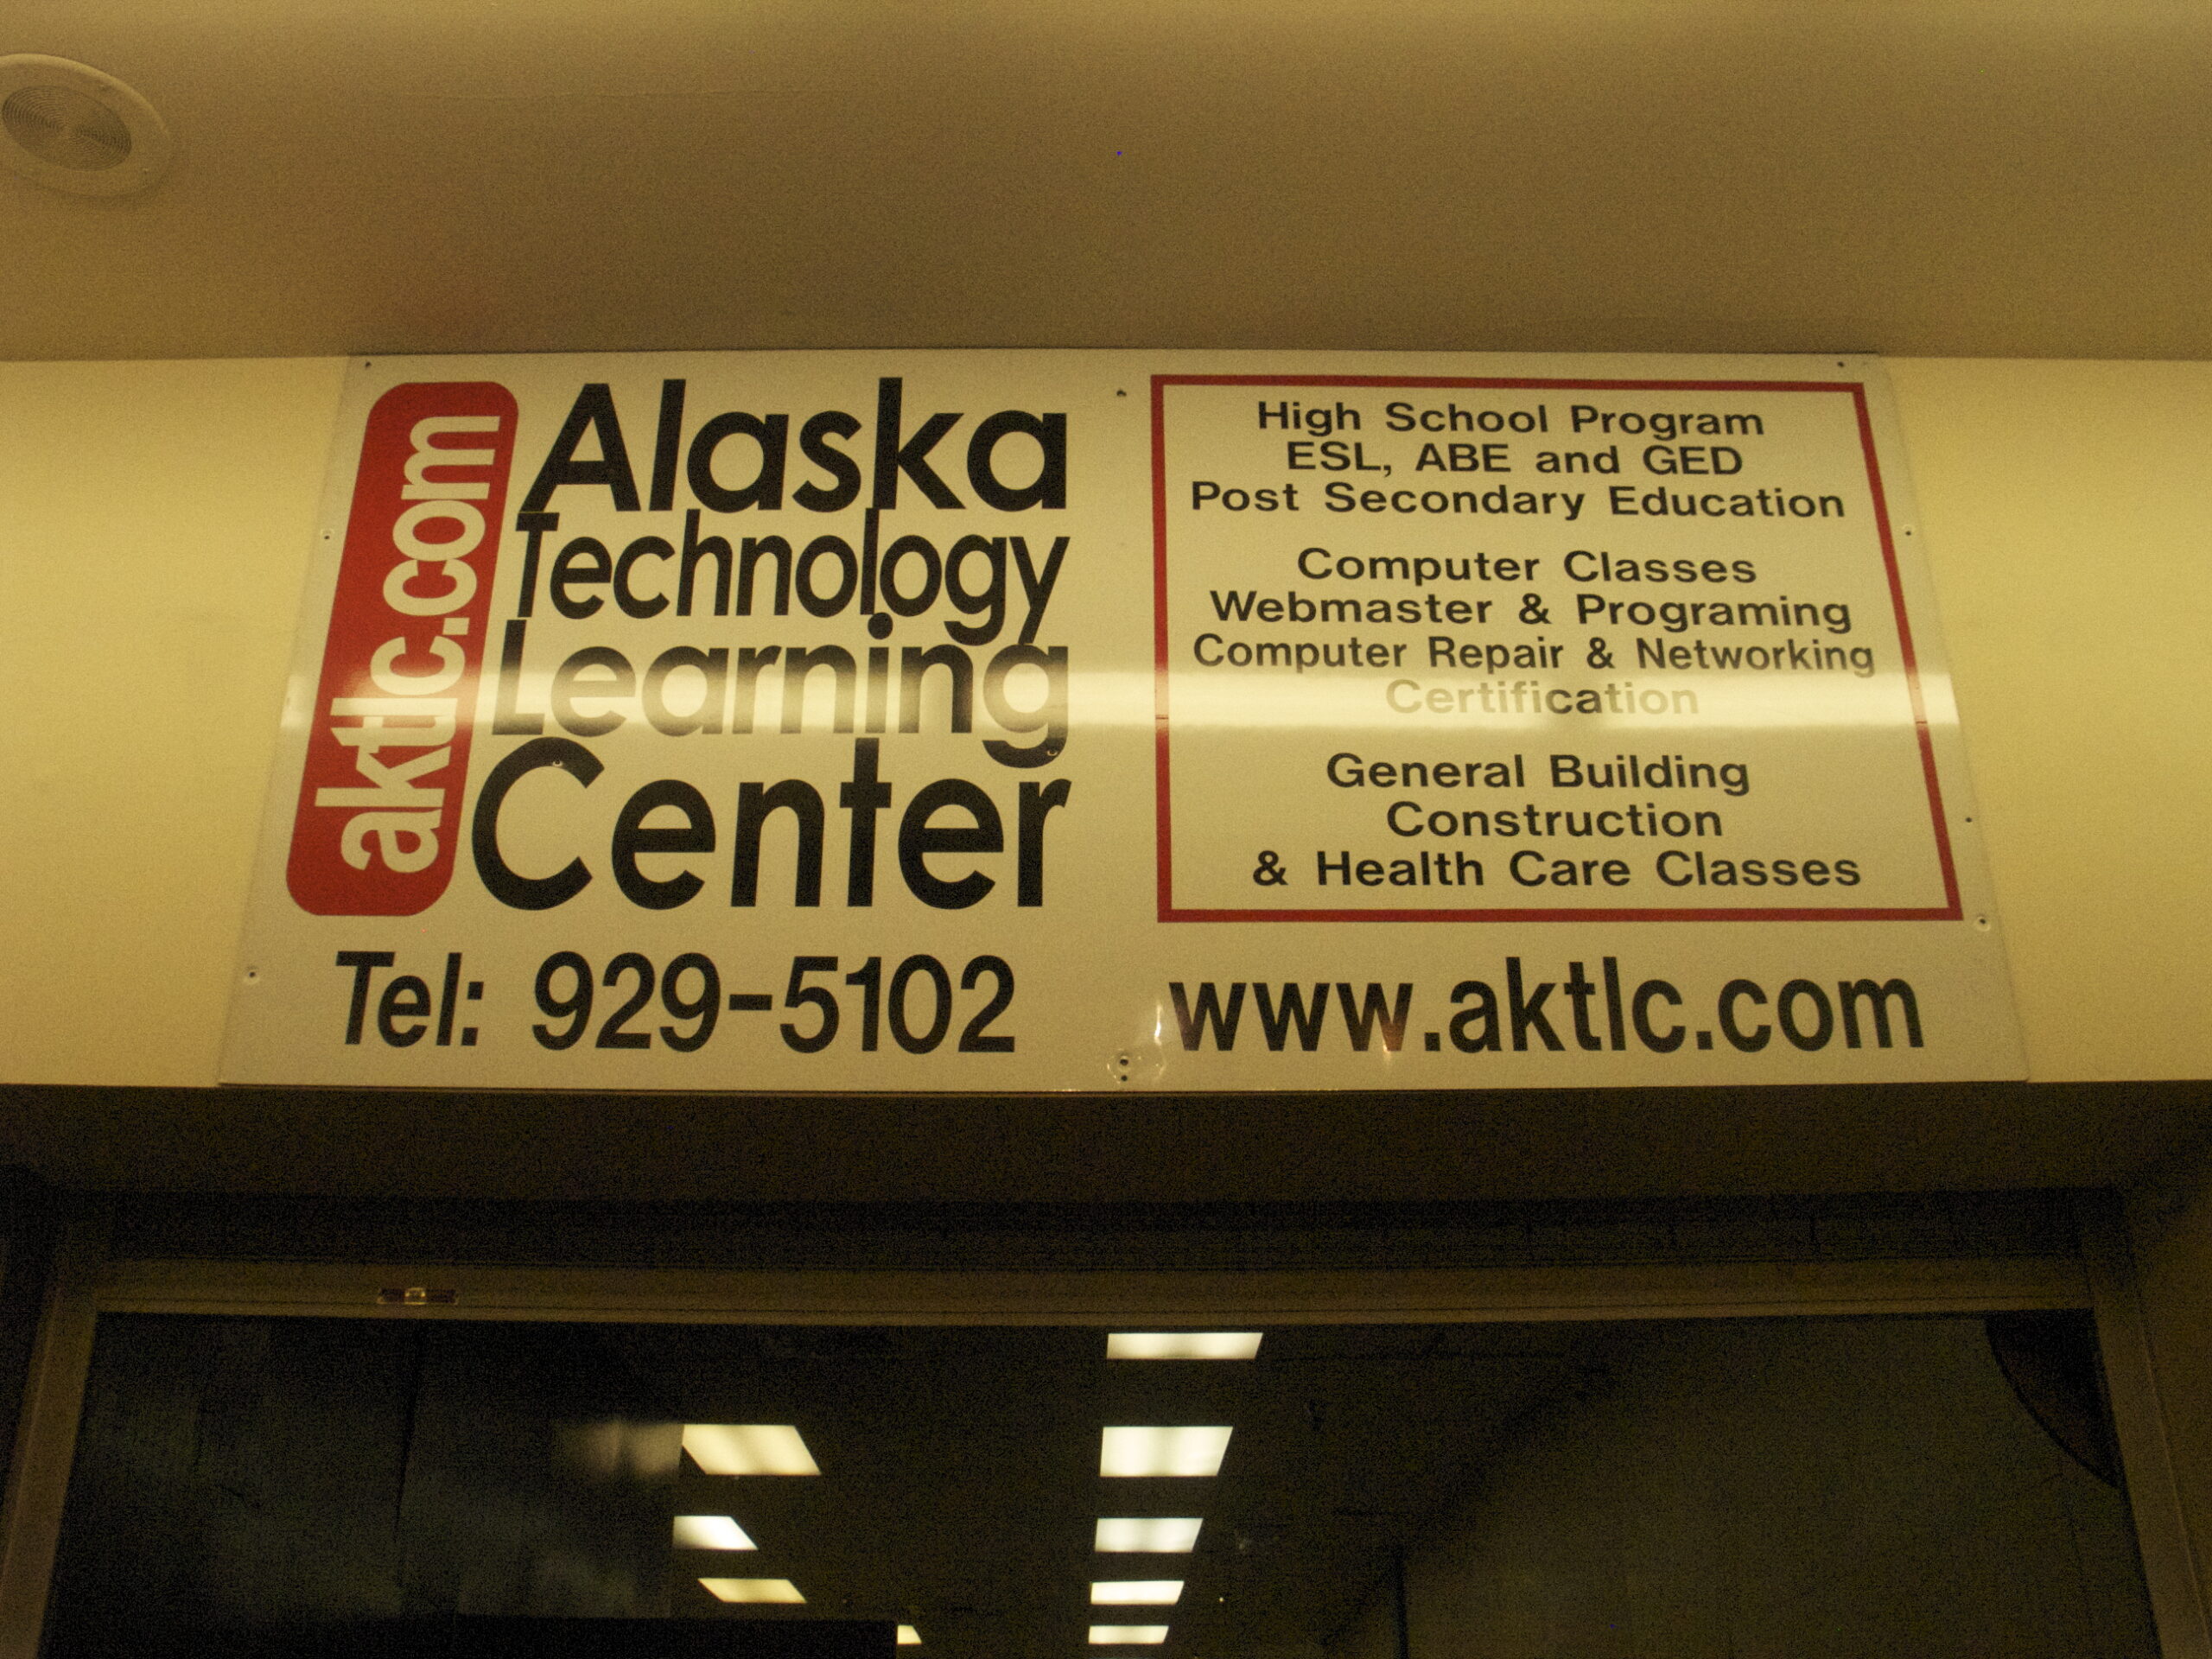 aktlc.com
Alaska
Technology
Learning
Center
Tel: 929-5102
High School Program
ESL, ABE and GED
Post Secondary Education
Computer Classes
Webmaster & Programing
Computer Repair & Networking
Certification
General Building
Construction
& Health Care Classes
www.aktlc.com